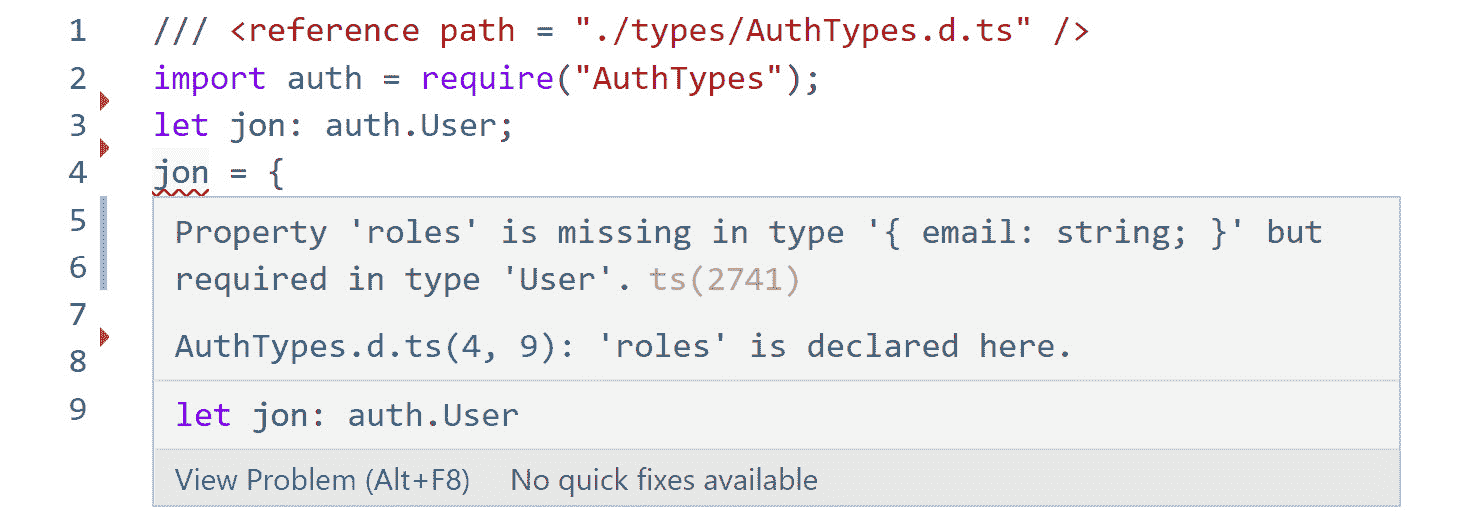 1 /// <reference path = "./types/AuthTypes.d.ts" />
2 import auth = require("AuthTypes");
3 let jon: auth.User;
4 jon = {
5
Property 'roles' is missing in type '{ email: string; }' but
6
required in type 'User'. ts(2741)
7
AuthTypes.d.ts(4, 9): 'roles' is declared here.
8
9
let jon: auth.User
View Problem (Alt+F8) No quick fixes available